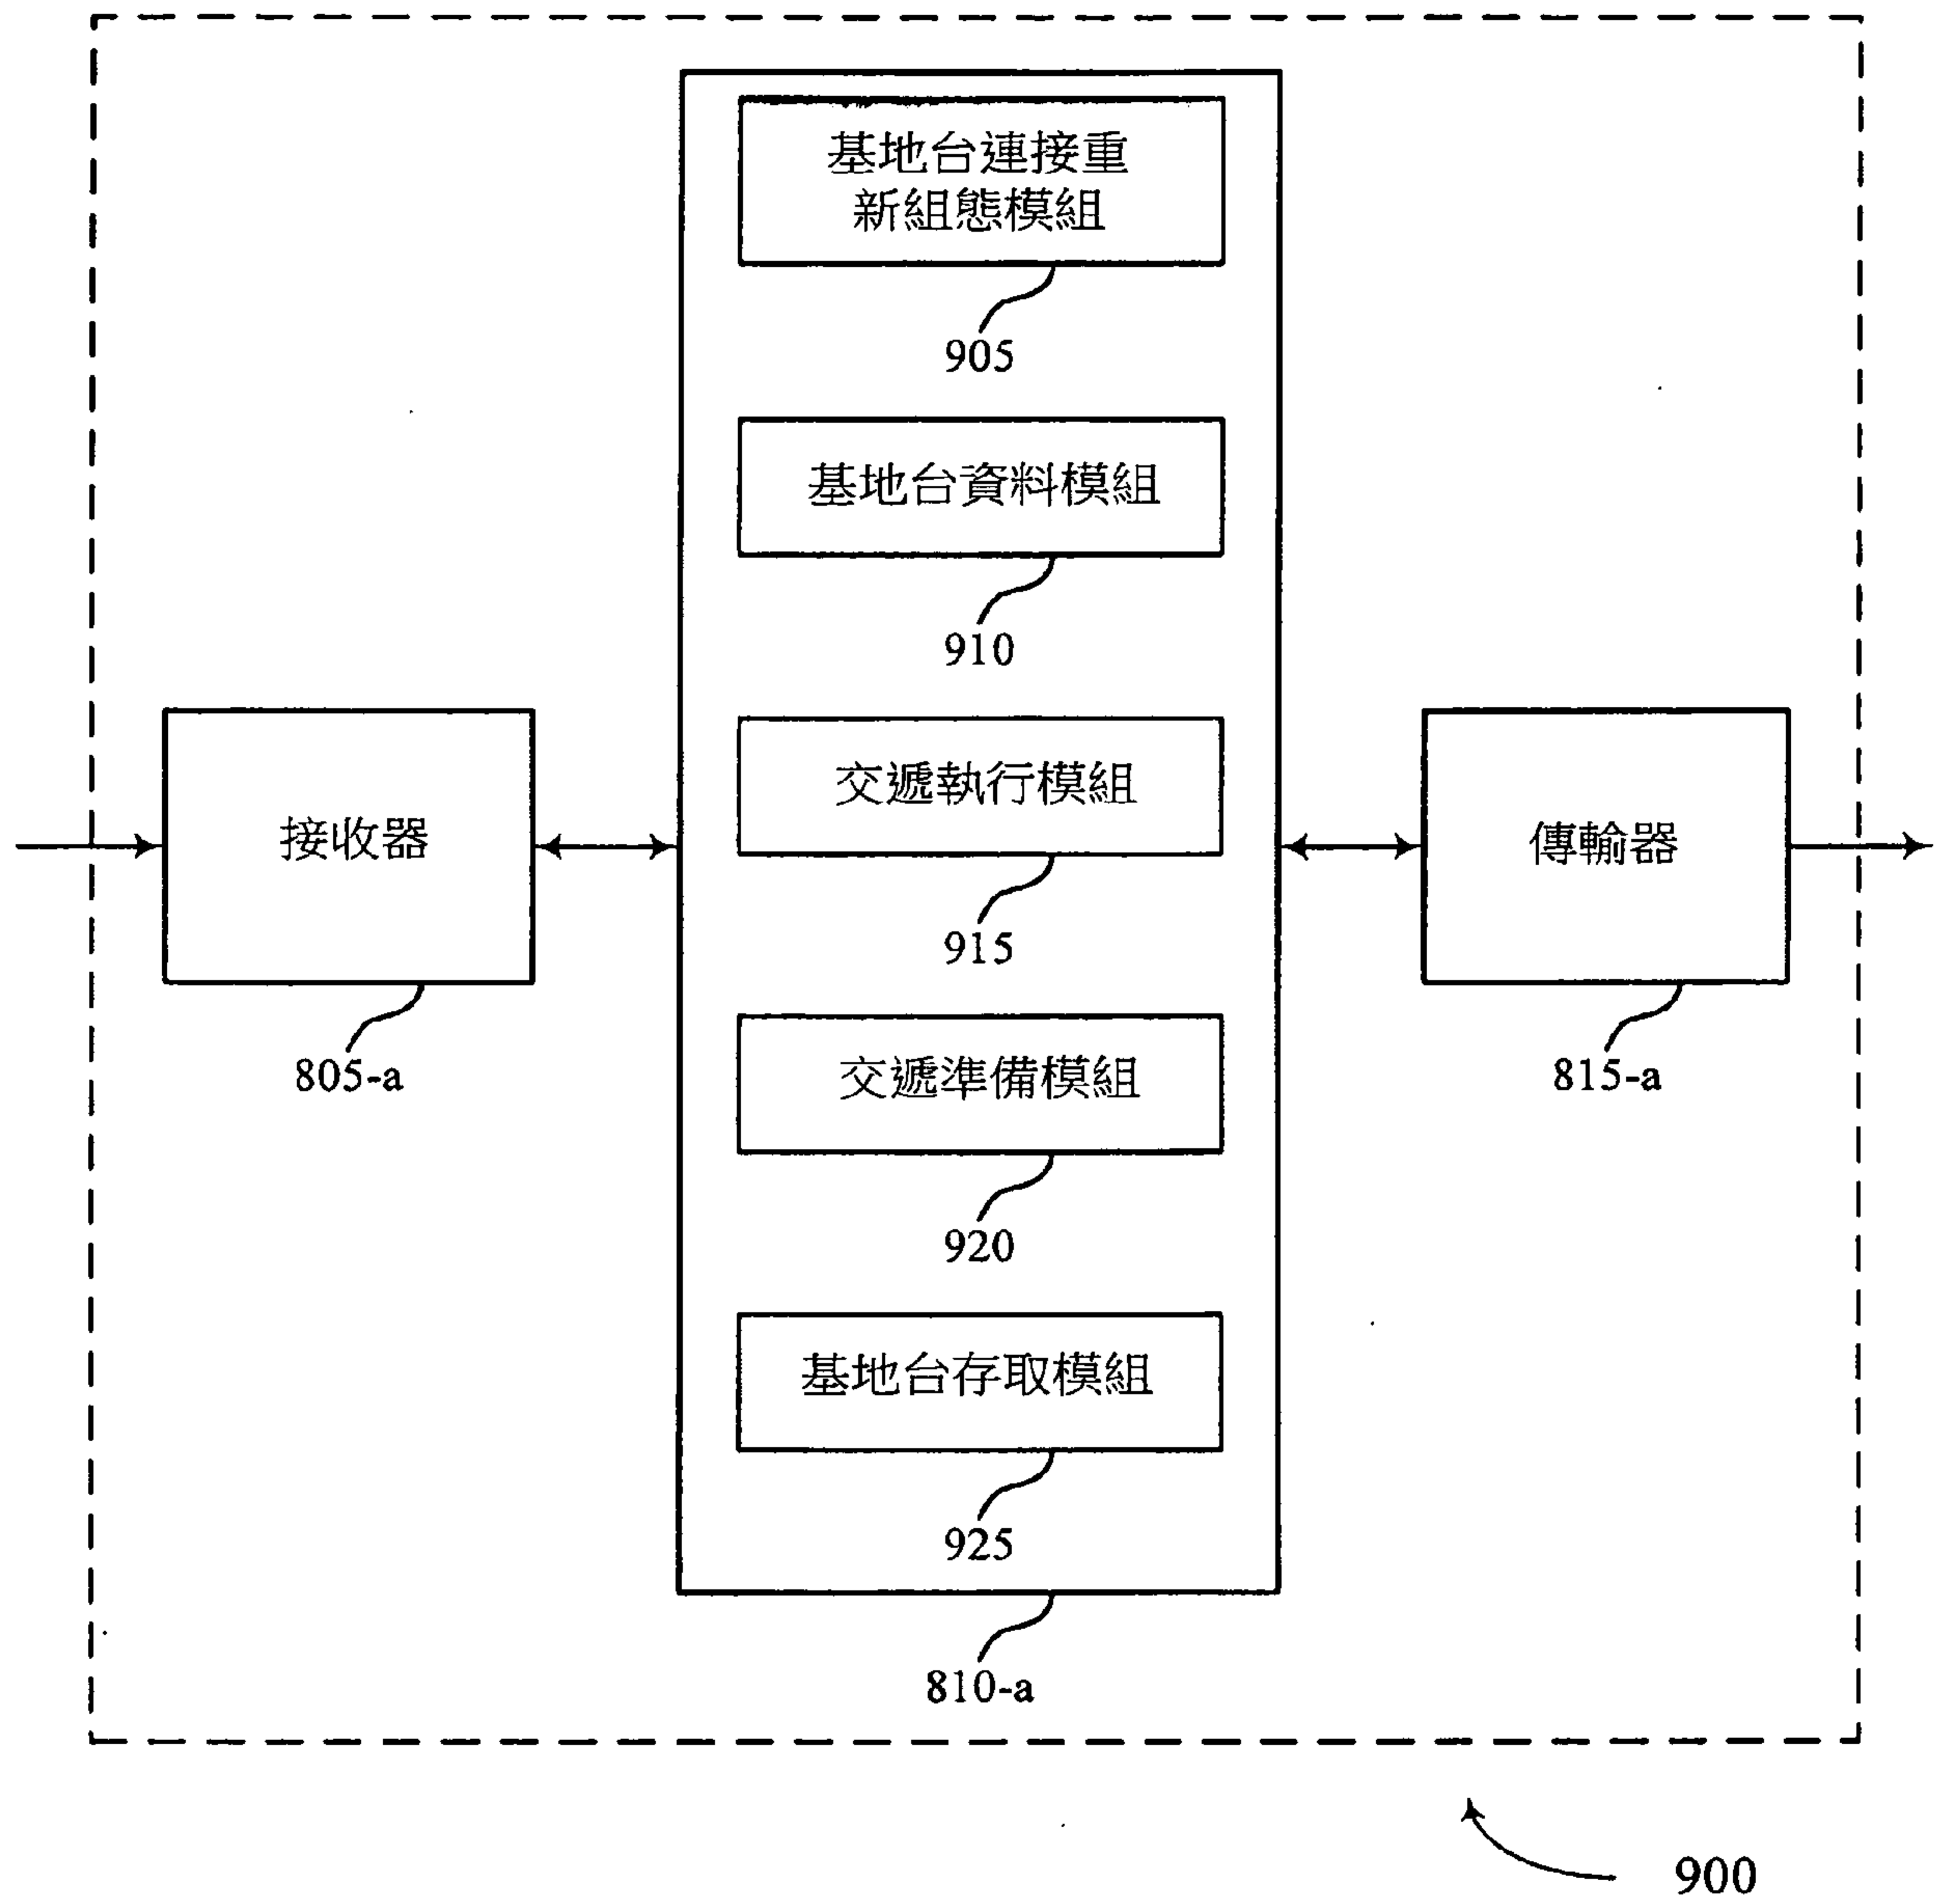 基地台連接重
新組態模組
905
基地台資料模組
910
交遞執行模組
915
接收器
805-a
傳輸器
815-a
交遞準備模組
920
基地台存取模組
925
810-a
900